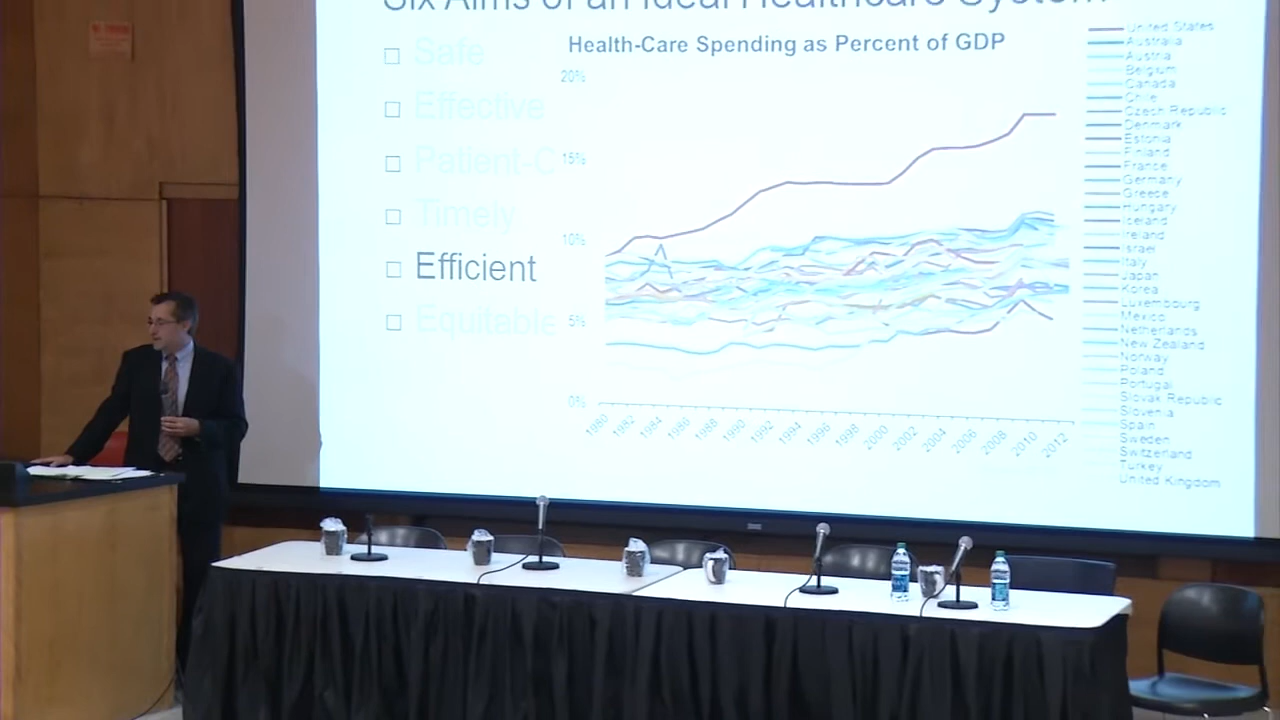 Six Aims of an Ideal Healthcare System
Safe
Effective
Patient-C
Timely
Efficient
Equitable
Health-Care Spending as Percent of GDP
20%
15%
10%
5%
0%
1980
1982
1984
1986
1988
1990
1992
1994
1996
1998
2000
2002
2004
2006
2008
2010
2012
United States
Australia
Austria
Belgium
Canada
Chile
Czech Republic
Denmark
Estonia
Finland
France
Germany
Greece
Hungary
Iceland
Ireland
Israel
Italy
Japan
Korea
Luxembourg
Mexico
Netherlands
New Zealand
Norway
Poland
Portugal
Slovak Republic
Slovenia
Spain
Sweden
Switzerland
Turkey
United Kingdom